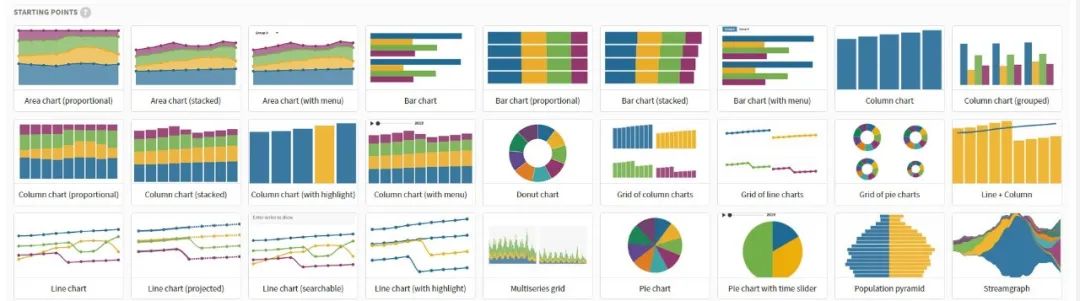 STARTING POINTS ?
Area chart (proportional)
Area chart (stacked)
Area chart (with menu)
Bar chart
Bar chart (proportional)
Bar chart (stacked)
Bar chart (with menu)
Column chart
Column chart (grouped)
2019
Column chart (proportional)
Column chart (stacked)
Column chart (with highlight)
Column chart (with menu)
Donut chart
Grid of column charts
Grid of line charts
Grid of pie charts
Line + Column
2019
Line chart
Line chart (projected)
Line chart (searchable)
Line chart (with highlight)
Multiseries grid
Pie chart
Pie chart with time slider
Population pyramid
Streamgraph